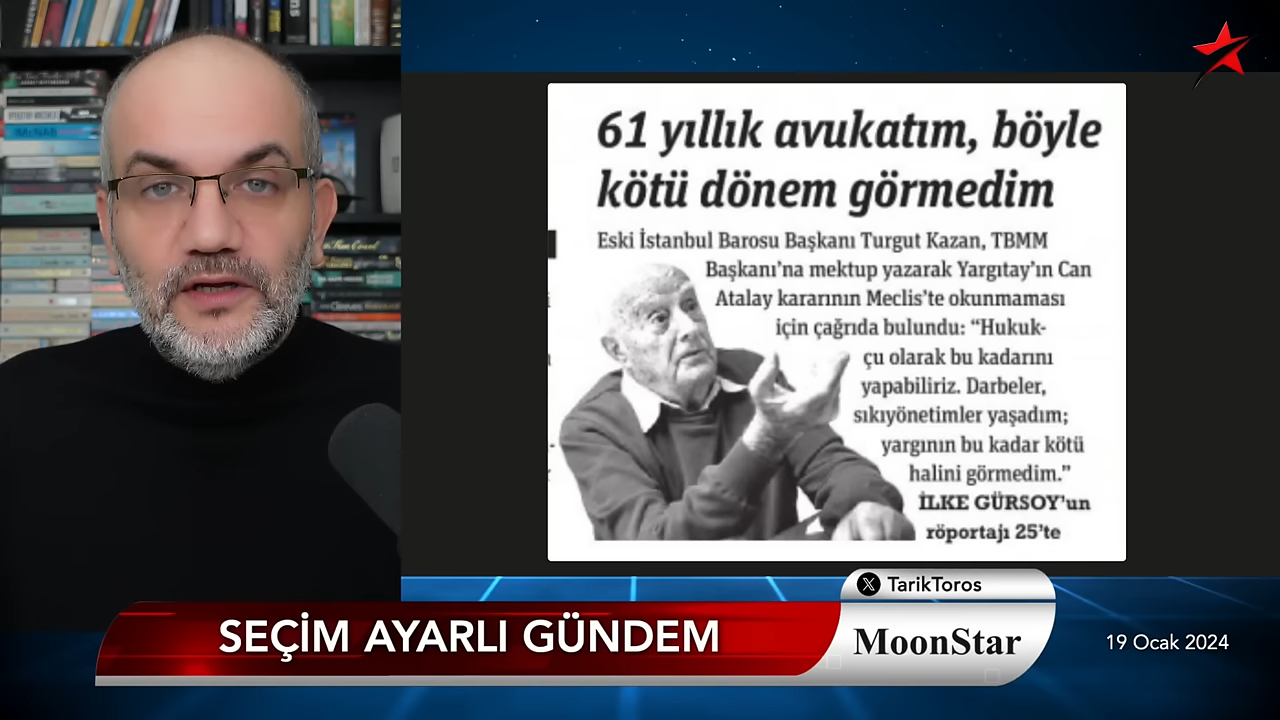 61 yıllık avukatım, böyle
kötü dönem görmedim
Eski İstanbul Barosu Başkanı Turgut Kazan, TBMM
Başkanı’na mektup yazarak Yargıtay’ın Can
Atalay kararının Meclis’te okunmaması
için çağrıda bulundu: “Hukuk-
çu olarak bu kadarını
yapabiliriz. Darbeler,
sıkıyönetimler yaşadım;
yargının bu kadar kötü
halini görmedim.”
İLKE GÜRSOY’un
röportajı 25’te
TarikToros
SEÇİM AYARLI GÜNDEM
MoonStar
19 Ocak 2024